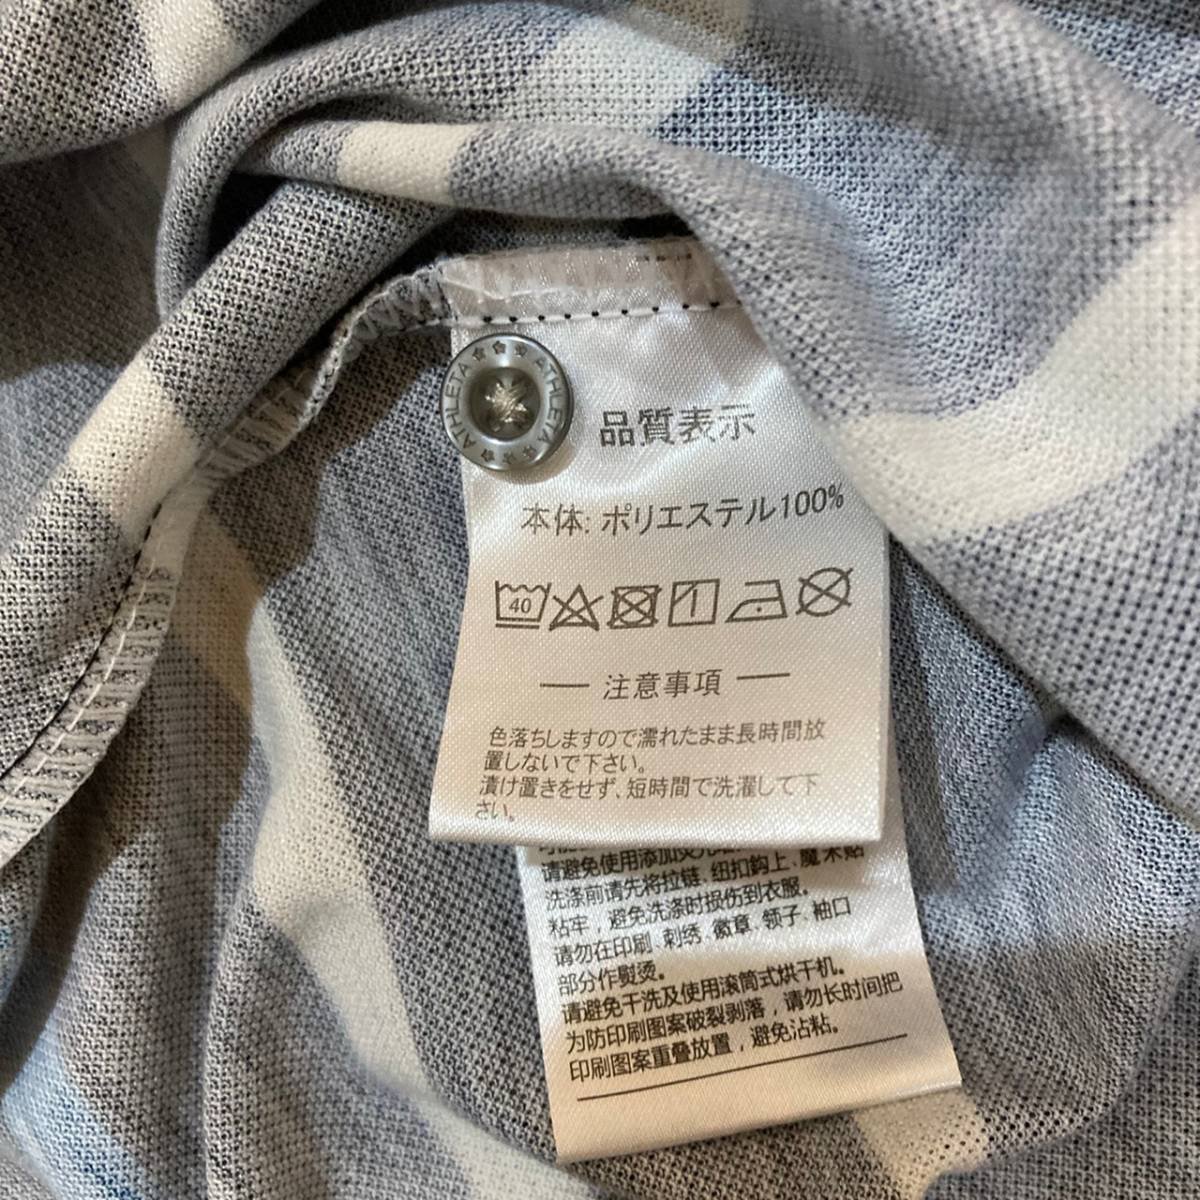 ATHLETA
ATHLETA
品質表示
本体: ポリエステル100%
40
注意事項
色落ちしますので濡れたまま長時間放
置しないで下さい。
漬け置きをせず、短時間で洗濯して下
さい。
请避免使用添加荧光
洗涤前请先将拉链、纽扣钩上、魔术贴
粘牢，避免洗涤时损伤到衣服。
请勿在印刷、刺绣、徽章、领子、袖口
部分作熨烫。
请避免干洗及使用滚筒式烘干机。
为防印刷图案破裂剥落，请勿长时间把
印刷图案重叠放置，避免沾粘。